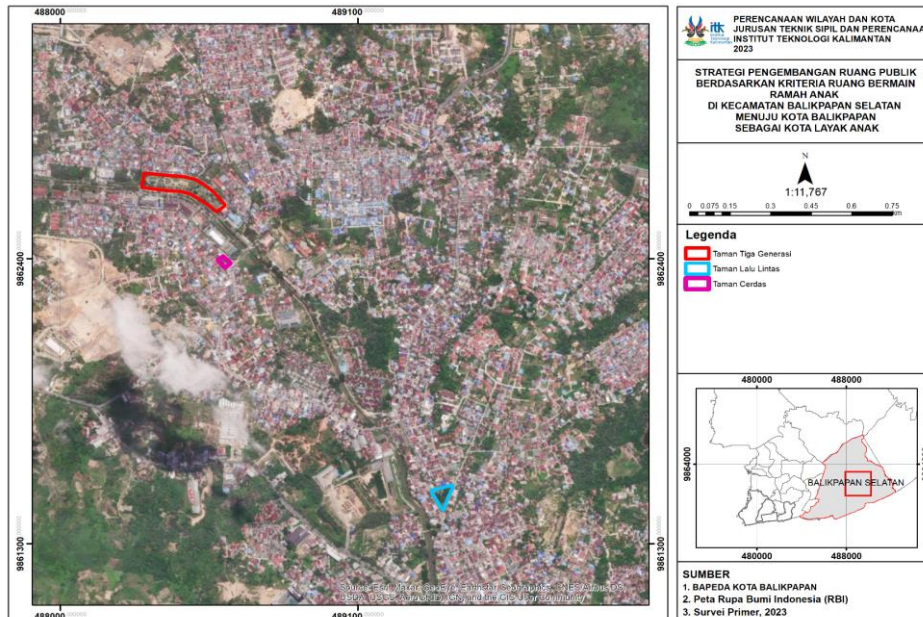 488000
489100
9862400
9861300
488000
489100
9862400
9861300
itk
PERENCANAAN WILAYAH DAN KOTA
JURUSAN TEKNIK SIPIL DAN PERENCANAA
INSTITUT TEKNOLOGI KALIMANTAN
2023
STRATEGI PENGEMBANGAN RUANG PUBLIK
BERDASARKAN KRITERIA RUANG BERMAIN
RAMAH ANAK
DI KECAMATAN BALIKPAPAN SELATAN
MENUJU KOTA BALIKPAPAN
SEBAGAI KOTA LAYAK ANAK
N
1:11,767
0 0.075 0.15 0.3 0.45 0.6 0.75
km
Legenda
Taman Tiga Generasi
Taman Lalu Lintas
Taman Cerdas
480000 488000
9864000
BALIKPAPAN SELATAN
480000 488000
SUMBER
1. BAPEDA KOTA BALIKPAPAN
2. Peta Rupa Bumi Indonesia (RBI)
3. Survei Primer, 2023